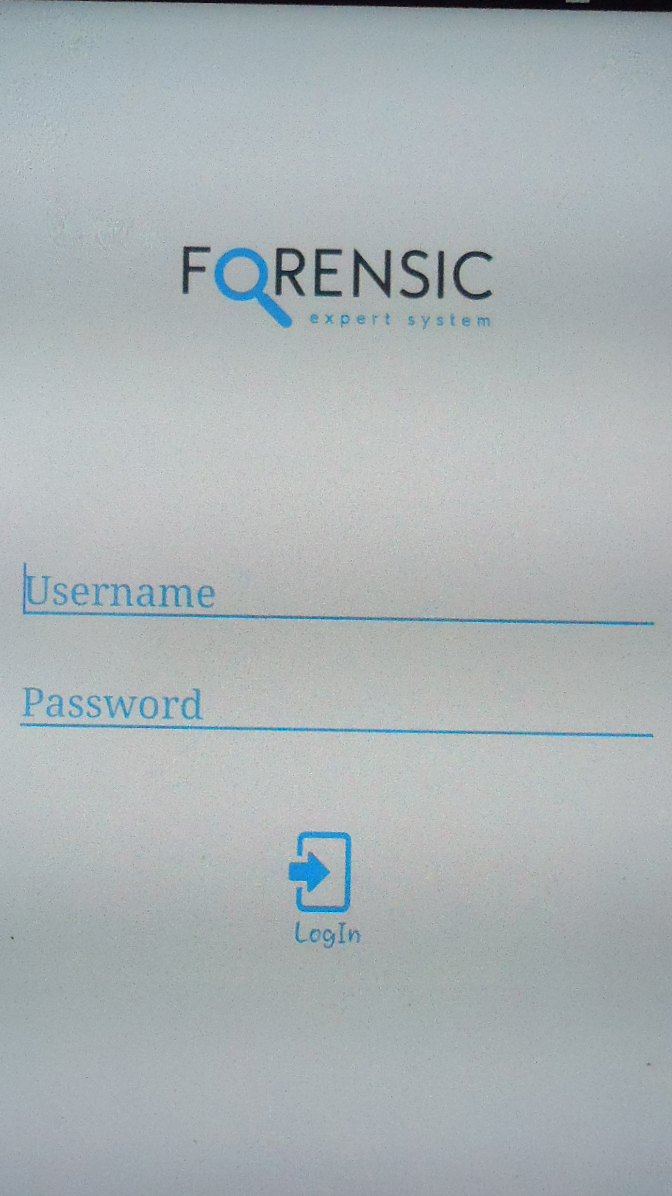 FORENSIC
expert system
Username
Password
LogIn